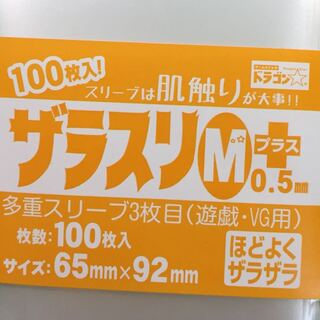 100枚入!
ドラゴン☆
スリーブは肌触りが大事!!
ザラスリM+
プラス
0.5mm
多重スリーブ3枚目(遊戯・VG用)
枚数:100枚入
サイズ:65mm×92mm
ほどよく
ザラザラ